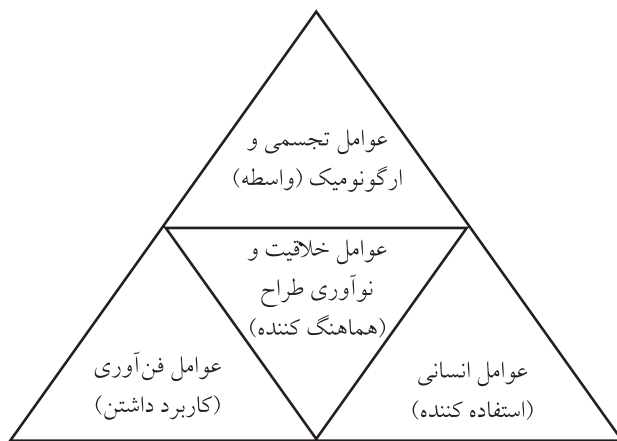 عوامل تجسمی و
ارگونومیک (واسطه)
عوامل خلاقیت و
نوآوری طراح
(هماهنگ کننده)
عوامل انسانی
(استفاده کننده)
عوامل فن‌آوری
(کاربرد داشتن)